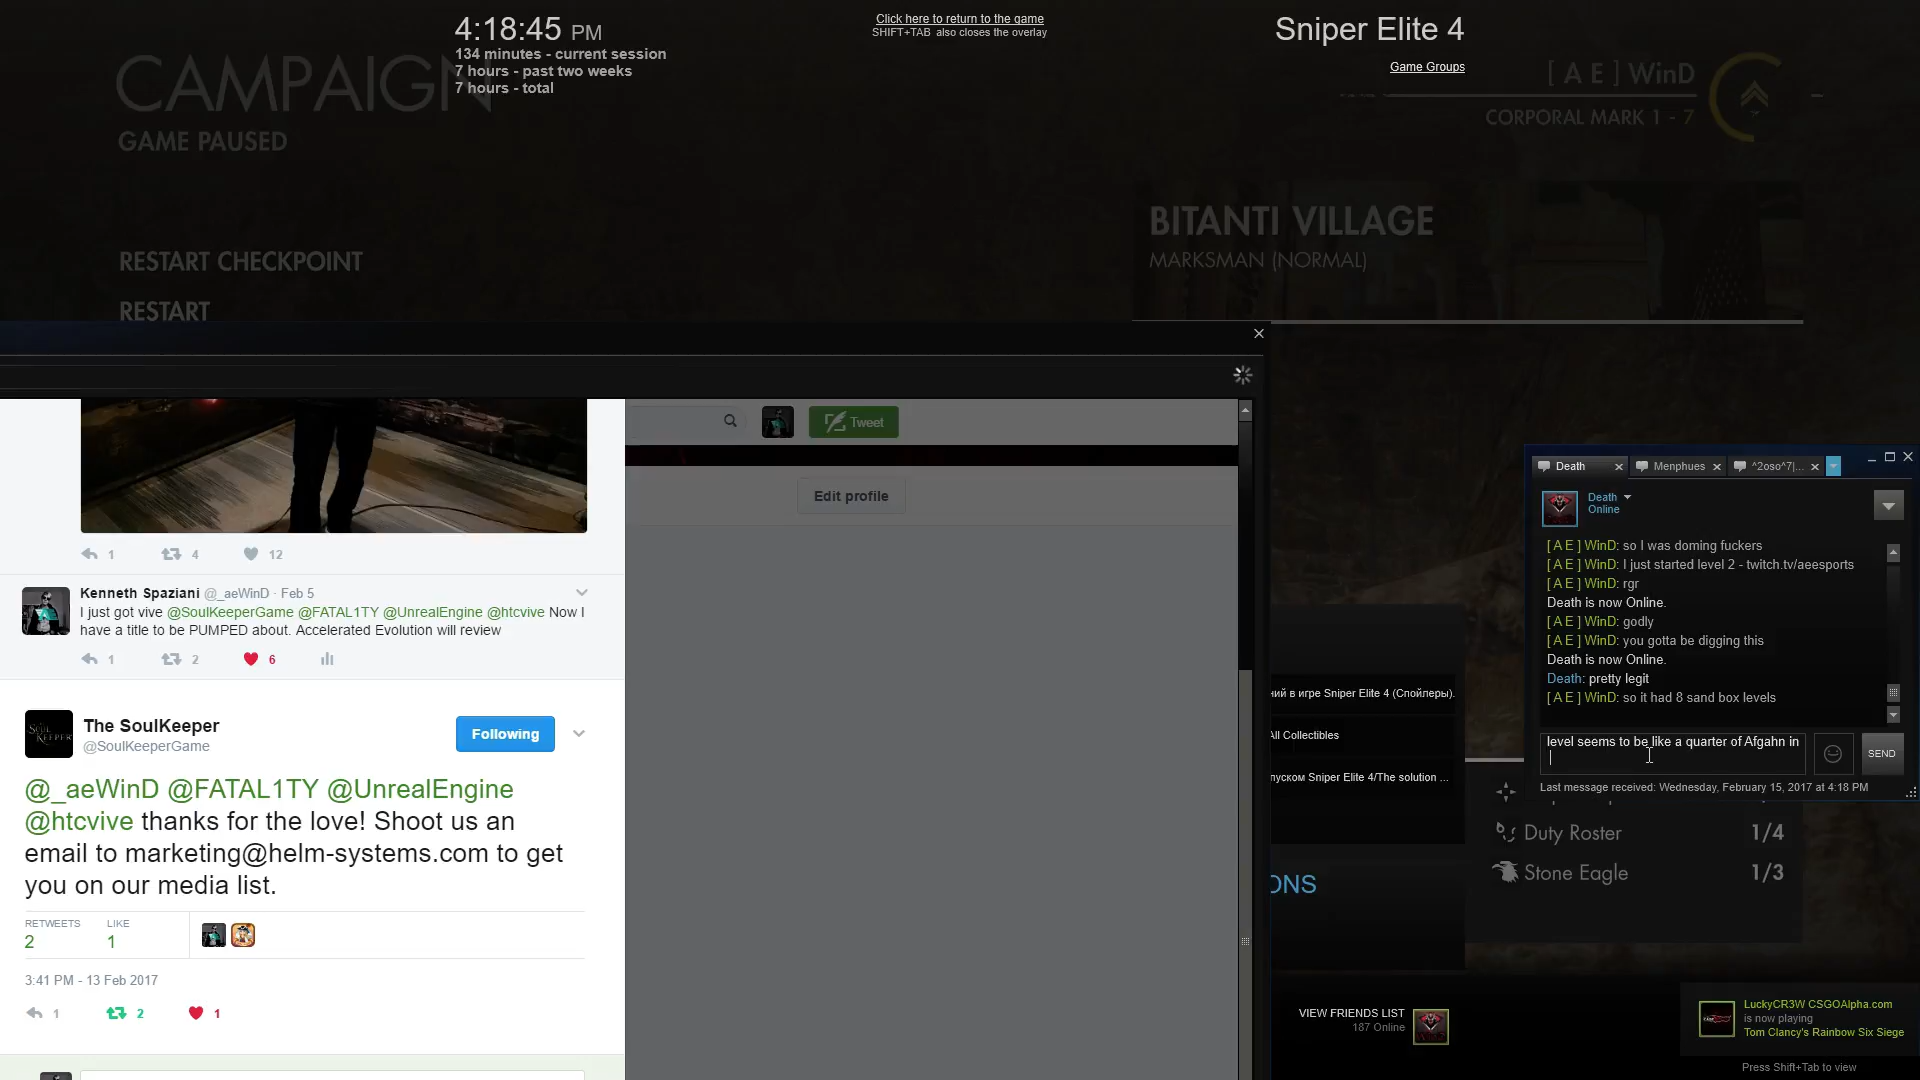 4:18:45 PM
134 minutes - current session
7 hours - past two weeks
7 hours - total
Click here to return to the game
SHIFT+TAB also closes the overlay
Sniper Elite 4
Game Groups
CAMPAIGN
GAME PAUSED
[ A E ] WinD
CORPORAL MARK 1 - 7
BITANTI VILLAGE
MARKSMAN (NORMAL)
RESTART CHECKPOINT
RESTART
Tweet
Edit profile
1 4 12
Kenneth Spaziani @_aeWinD · Feb 5
I just got vive @SoulKeeperGame @FATAL1TY @UnrealEngine @htcvive Now I
have a title to be PUMPED about. Accelerated Evolution will review
1 2 6
The SoulKeeper
@SoulKeeperGame
Following
@_aeWinD @FATAL1TY @UnrealEngine
@htcvive thanks for the love! Shoot us an
email to marketing@helm-systems.com to get
you on our media list.
RETWEETS LIKE
2 1
3:41 PM - 13 Feb 2017
1 2 1
Death Menphues ^2oso^7|...
Death
Online
[ A E ] WinD: so I was doming fuckers
[ A E ] WinD: I just started level 2 - twitch.tv/aeesports
[ A E ] WinD: rgr
Death is now Online.
[ A E ] WinD: godly
[ A E ] WinD: you gotta be digging this
Death is now Online.
Death: pretty legit
[ A E ] WinD: so it had 8 sand box levels
level seems to be like a quarter of Afgahn in
SEND
Last message received: Wednesday, February 15, 2017 at 4:18 PM
ний в игре Sniper Elite 4 (Спойлеры).
All Collectibles
пуском Sniper Elite 4/The solution ...
ONS
Duty Roster 1/4
Stone Eagle 1/3
VIEW FRIENDS LIST
187 Online
LuckyCR3W CSGOAlpha.com
is now playing
Tom Clancy's Rainbow Six Siege
Press Shift+Tab to view